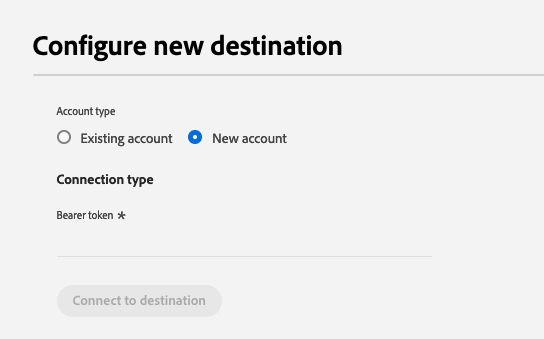 Configure new destination
Account type
Existing account New account
Connection type
Bearer token *
Connect to destination